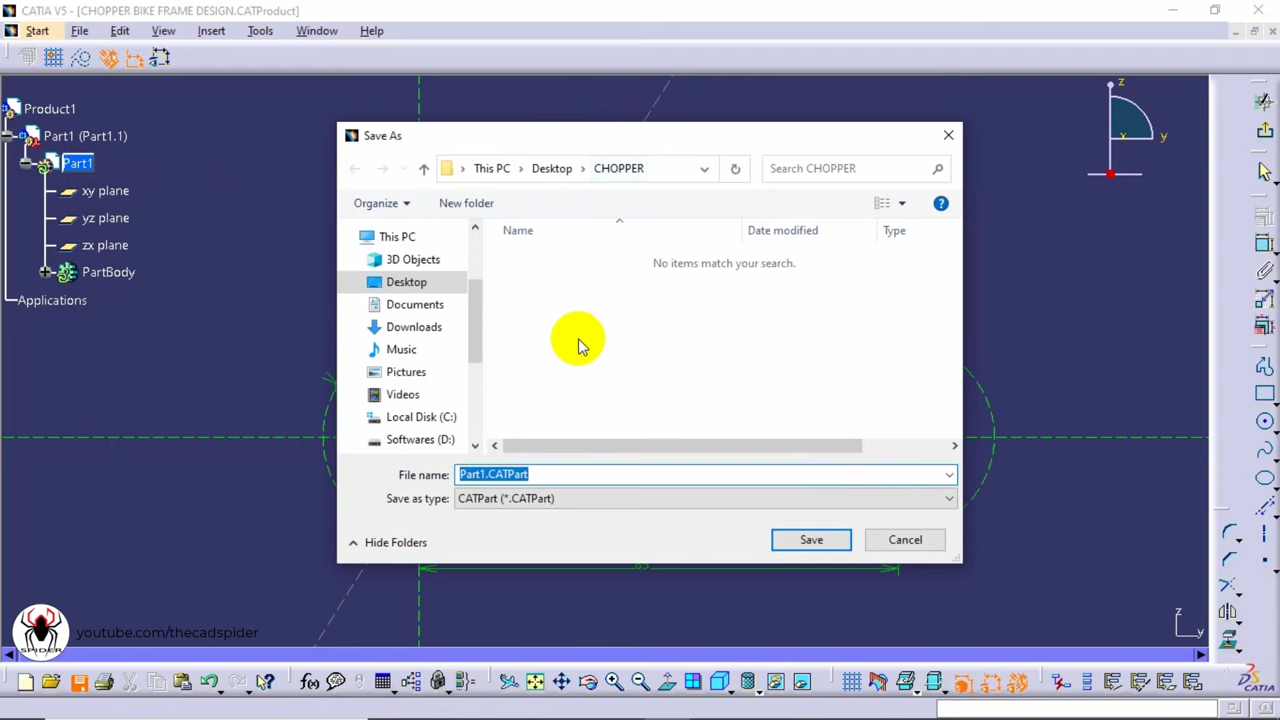 CATIA V5 - [CHOPPER BIKE FRAME DESIGN.CATProduct]
Start File Edit View Insert Tools Window Help
Product1
Part1 (Part1.1)
Part1
xy plane
yz plane
zx plane
PartBody
Applications
Save As
This PC › Desktop › CHOPPER
Search CHOPPER
Organize
New folder
Name
Date modified
Type
No items match your search.
This PC
3D Objects
Desktop
Documents
Downloads
Music
Pictures
Videos
Local Disk (C:)
Softwares (D:)
File name: Part1.CATPart
Save as type: CATPart (*.CATPart)
Hide Folders
Save
Cancel
z
y
x
z
y
SPIDER
youtube.com/thecadspider
f(x)
CATIA